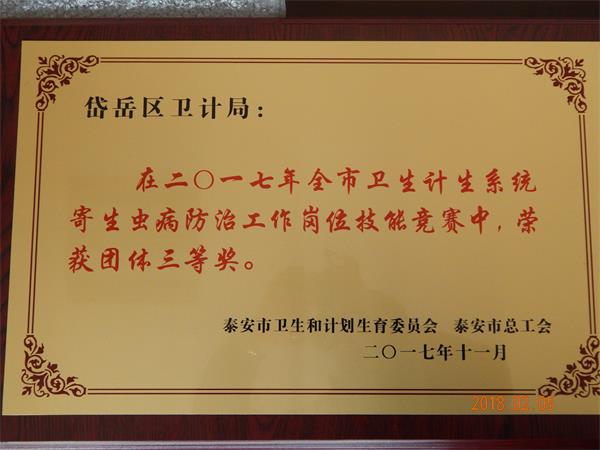 岱岳区卫计局：
在二〇一七年全市卫生计生系统
寄生虫病防治工作岗位技能竞赛中，荣
获团体三等奖。
泰安市卫生和计划生育委员会 泰安市总工会
二〇一七年十一月
2018.02.05